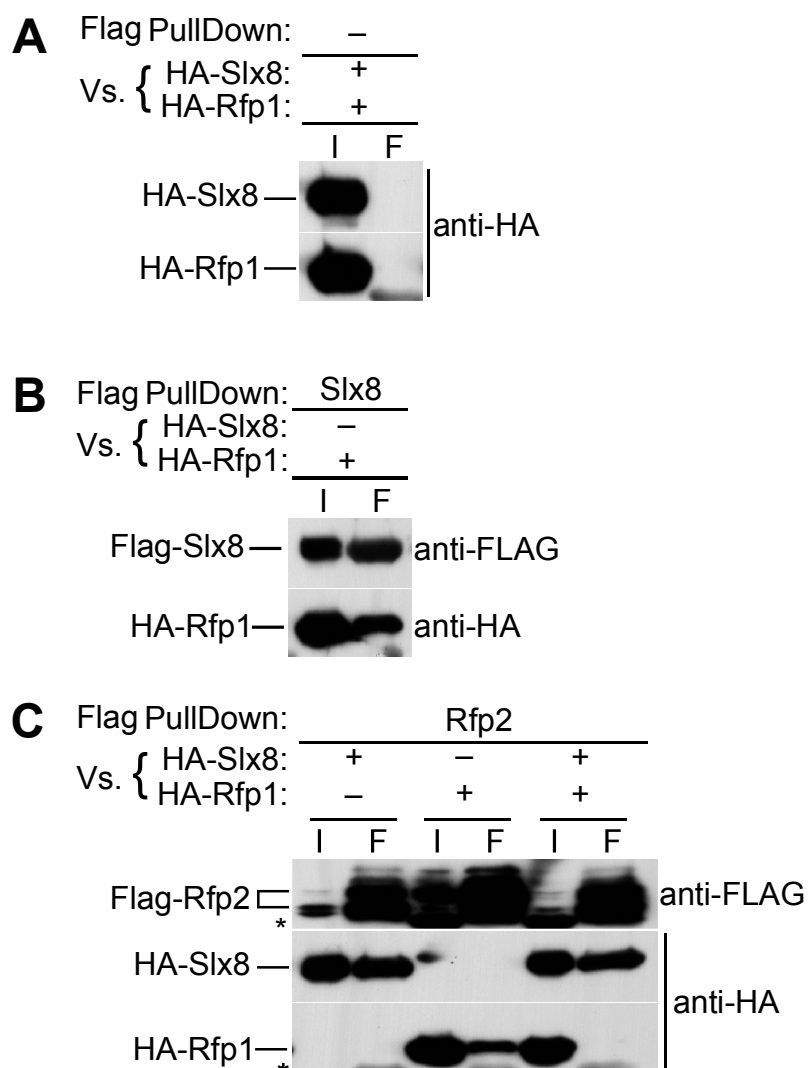 A
Flag PullDown: –
Vs. { HA-Slx8: +
HA-Rfp1: +
I F
HA-Slx8
HA-Rfp1
anti-HA
B
Flag PullDown: Slx8
Vs. { HA-Slx8: –
HA-Rfp1: +
I F
Flag-Slx8 anti-FLAG
HA-Rfp1 anti-HA
C
Flag PullDown: Rfp2
Vs. { HA-Slx8: + – +
HA-Rfp1: – + +
I F I F I F
Flag-Rfp2 anti-FLAG
*
HA-Slx8
anti-HA
HA-Rfp1
*